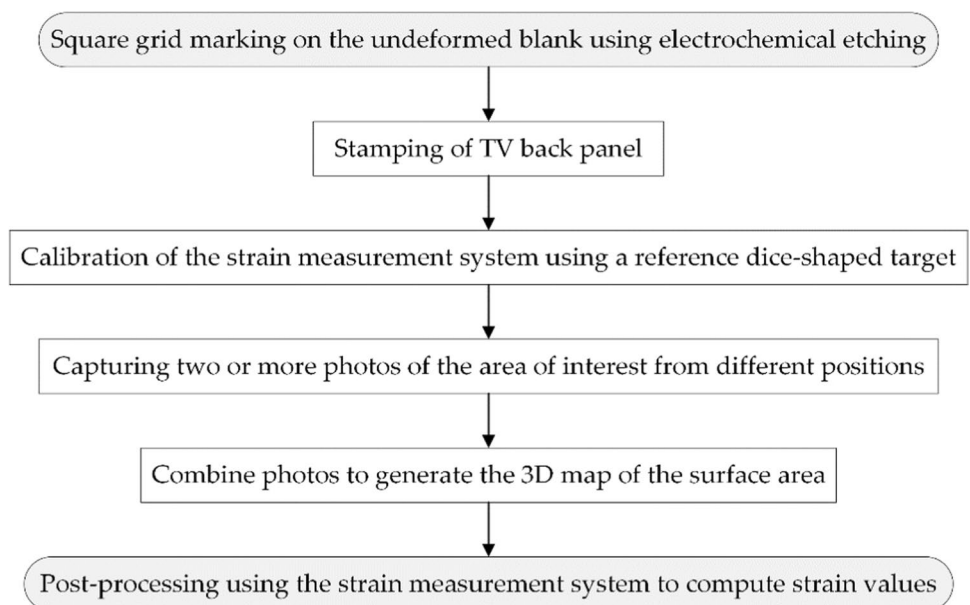 Square grid marking on the undeformed blank using electrochemical etching
Stamping of TV back panel
Calibration of the strain measurement system using a reference dice-shaped target
Capturing two or more photos of the area of interest from different positions
Combine photos to generate the 3D map of the surface area
Post-processing using the strain measurement system to compute strain values